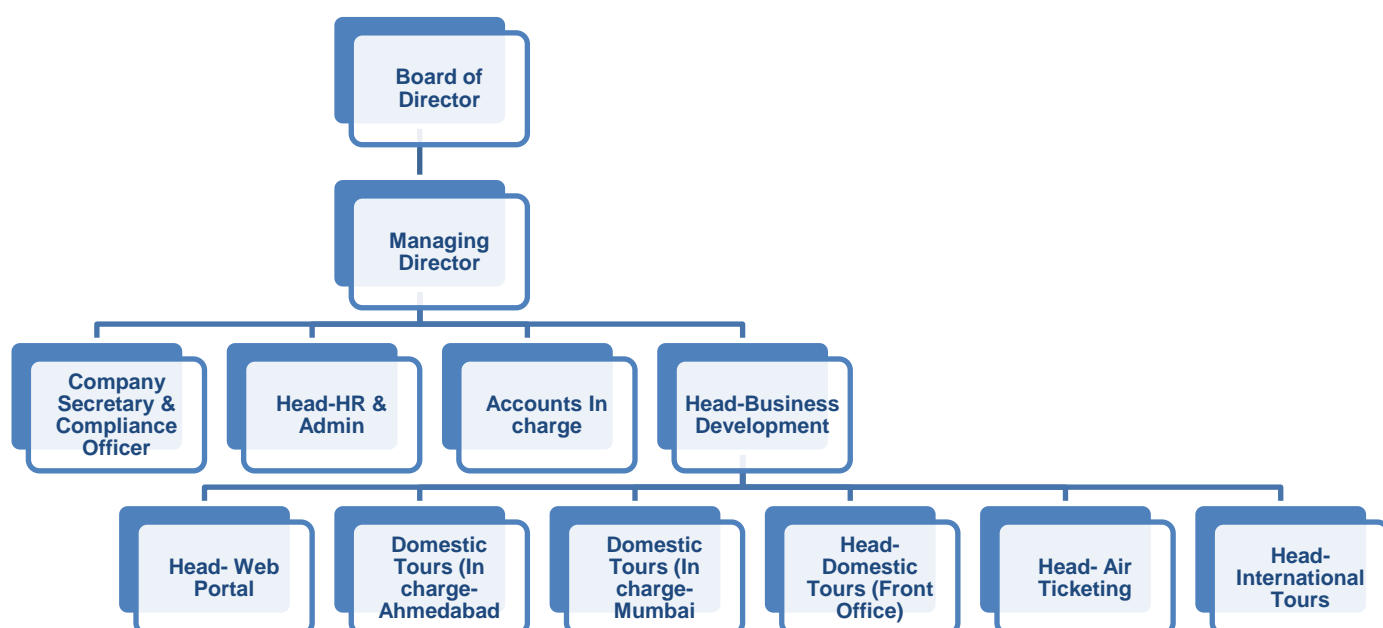 Board of
Director
Managing
Director
Company
Secretary &
Compliance
Officer
Head-HR &
Admin
Accounts In
charge
Head-Business
Development
Head- Web
Portal
Domestic
Tours (In
charge-
Ahmedabad
Domestic
Tours (In
charge-
Mumbai
Head-
Domestic
Tours (Front
Office)
Head- Air
Ticketing
Head-
International
Tours